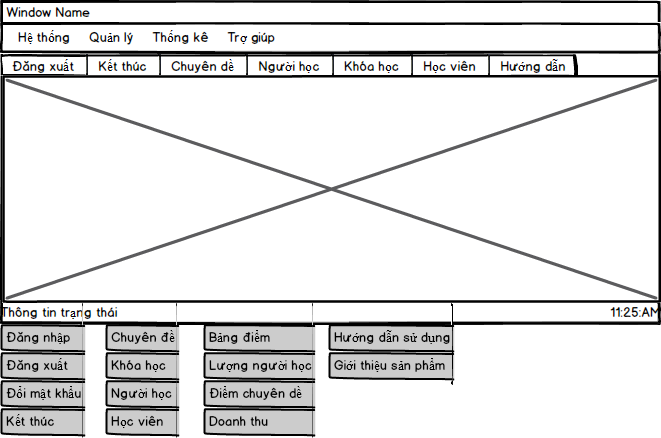 Window Name
Hệ thống Quản lý Thống kê Trợ giúp
Đăng xuất Kết thúc Chuyên đề Người học Khóa học Học viên Hướng dẫn
Thông tin trạng thái 11:25:AM
Đăng nhập Chuyên đề Bảng điểm Hướng dẫn sử dụng
Đăng xuất Khóa học Lượng người học Giới thiệu sản phẩm
Đổi mật khẩu Người học Điểm chuyên đề
Kết thúc Học viên Doanh thu